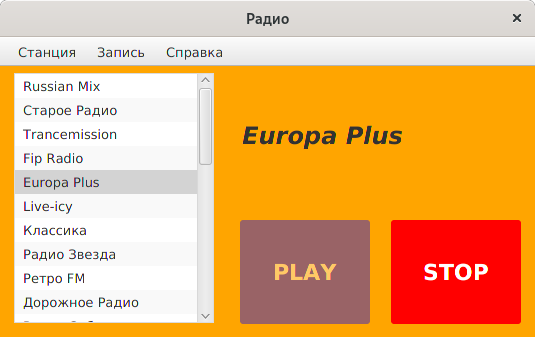 Радио
Станция Запись Справка
Russian Mix
Старое Радио
Trancemission
Fip Radio
Europa Plus
Live-icy
Классика
Радио Звезда
Ретро FM
Дорожное Радио
Europa Plus
PLAY STOP